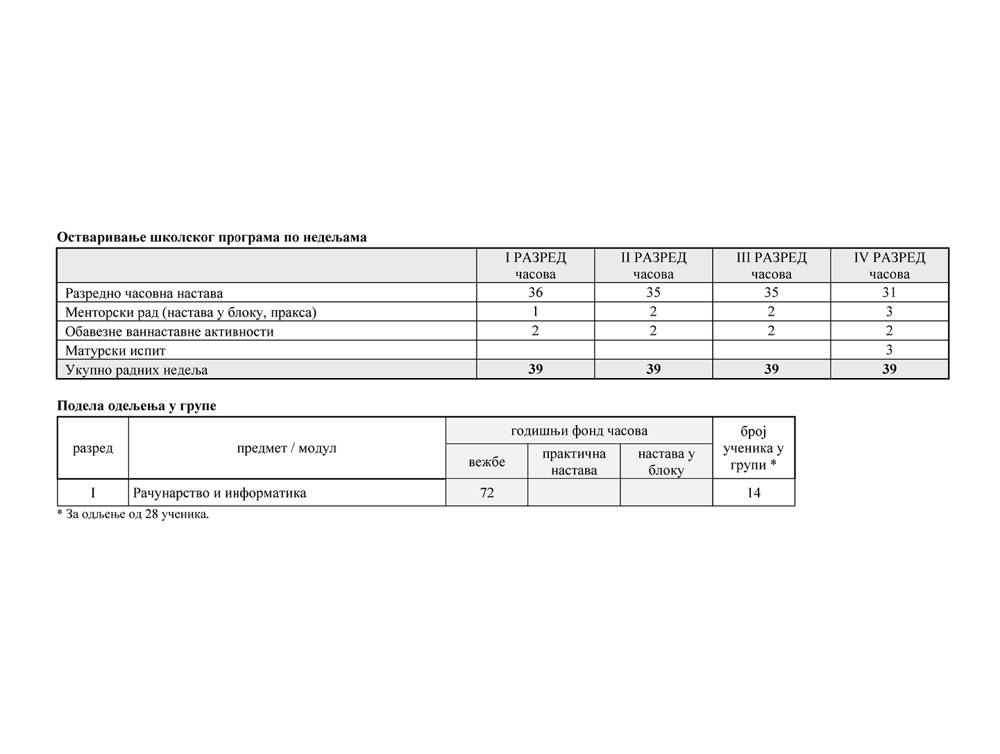 Остваривање школског програма по недељама
I РАЗРЕД часова II РАЗРЕД часова III РАЗРЕД часова IV РАЗРЕД часова
Разредно часовна настава 36 35 35 31
Менторски рад (настава у блоку, пракса) 1 2 2 3
Обавезне ваннаставне активности 2 2 2 2
Матурски испит 3
Укупно радних недеља 39 39 39 39
Подела одељења у групе
разред предмет / модул годишњи фонд часова број ученика у групи *
вежбе практична настава настава у блоку
I Рачунарство и информатика 72 14
* За одљење од 28 ученика.